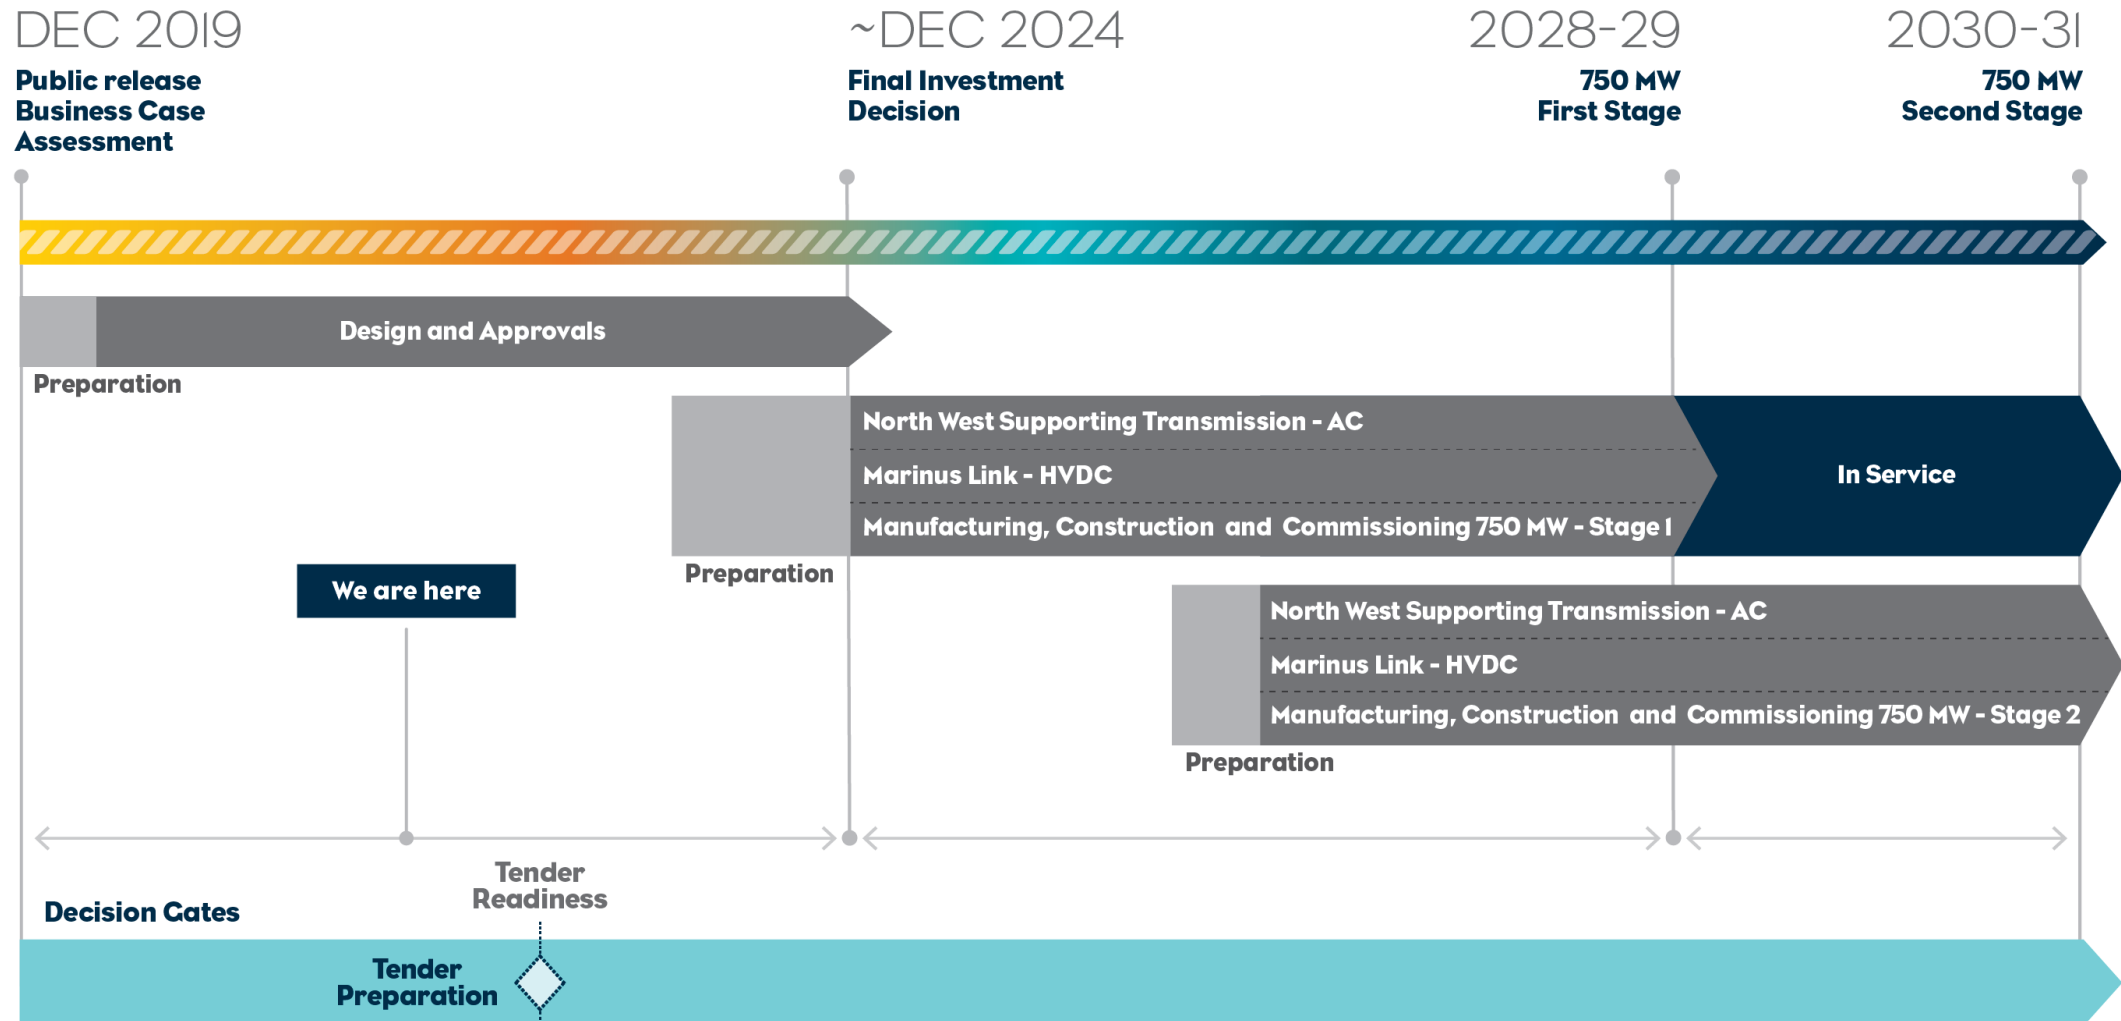 DEC 2019
Public release
Business Case
Assessment
~DEC 2024
Final Investment
Decision
2028-29
750 MW
First Stage
2030-31
750 MW
Second Stage
Design and Approvals
Preparation
North West Supporting Transmission - AC
Marinus Link - HVDC
Manufacturing, Construction and Commissioning 750 MW - Stage 1
In Service
Preparation
We are here
North West Supporting Transmission - AC
Marinus Link - HVDC
Manufacturing, Construction and Commissioning 750 MW - Stage 2
Preparation
Tender
Readiness
Decision Gates
Tender
Preparation